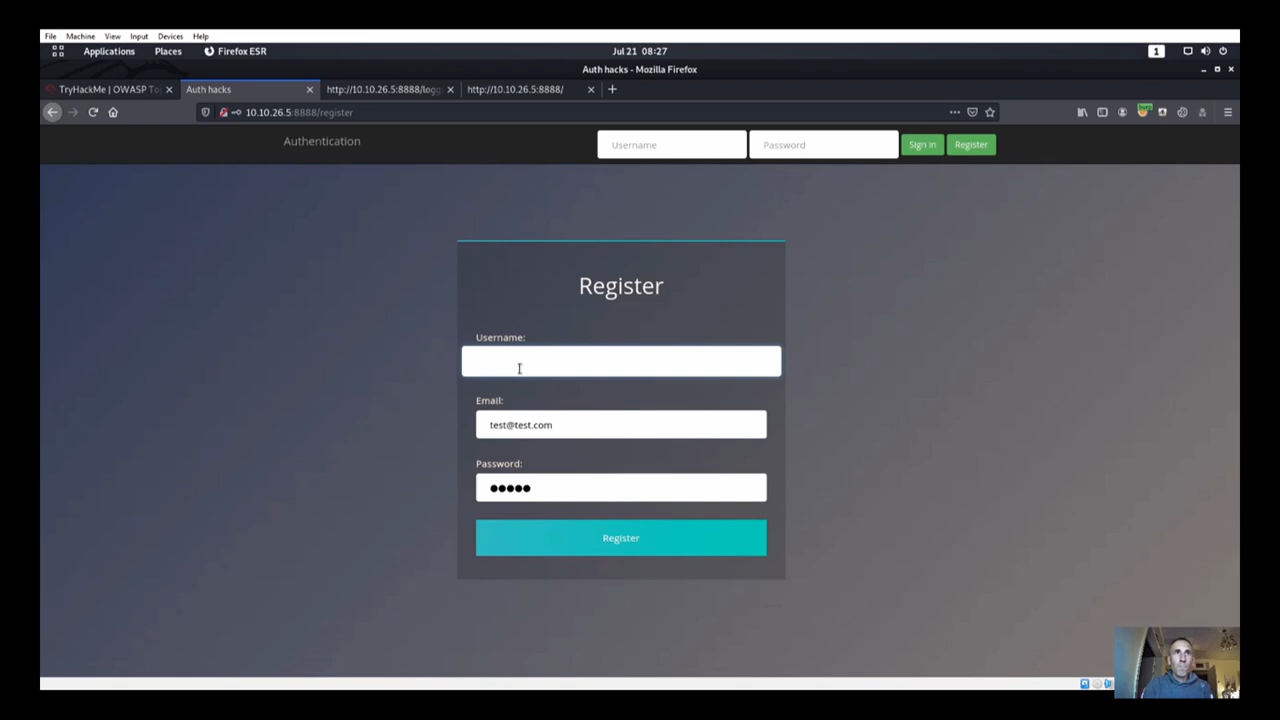 File Machine View Input Devices Help
Applications Places Firefox ESR Jul 21 08:27 1
Auth hacks - Mozilla Firefox
TryHackMe | OWASP To Auth hacks http://10.10.26.5:8888/logg http://10.10.26.5:8888/
10.10.26.5:8888/register
Authentication Username Password Sign in Register
Register
Username:
Email:
test@test.com
Password:
Register